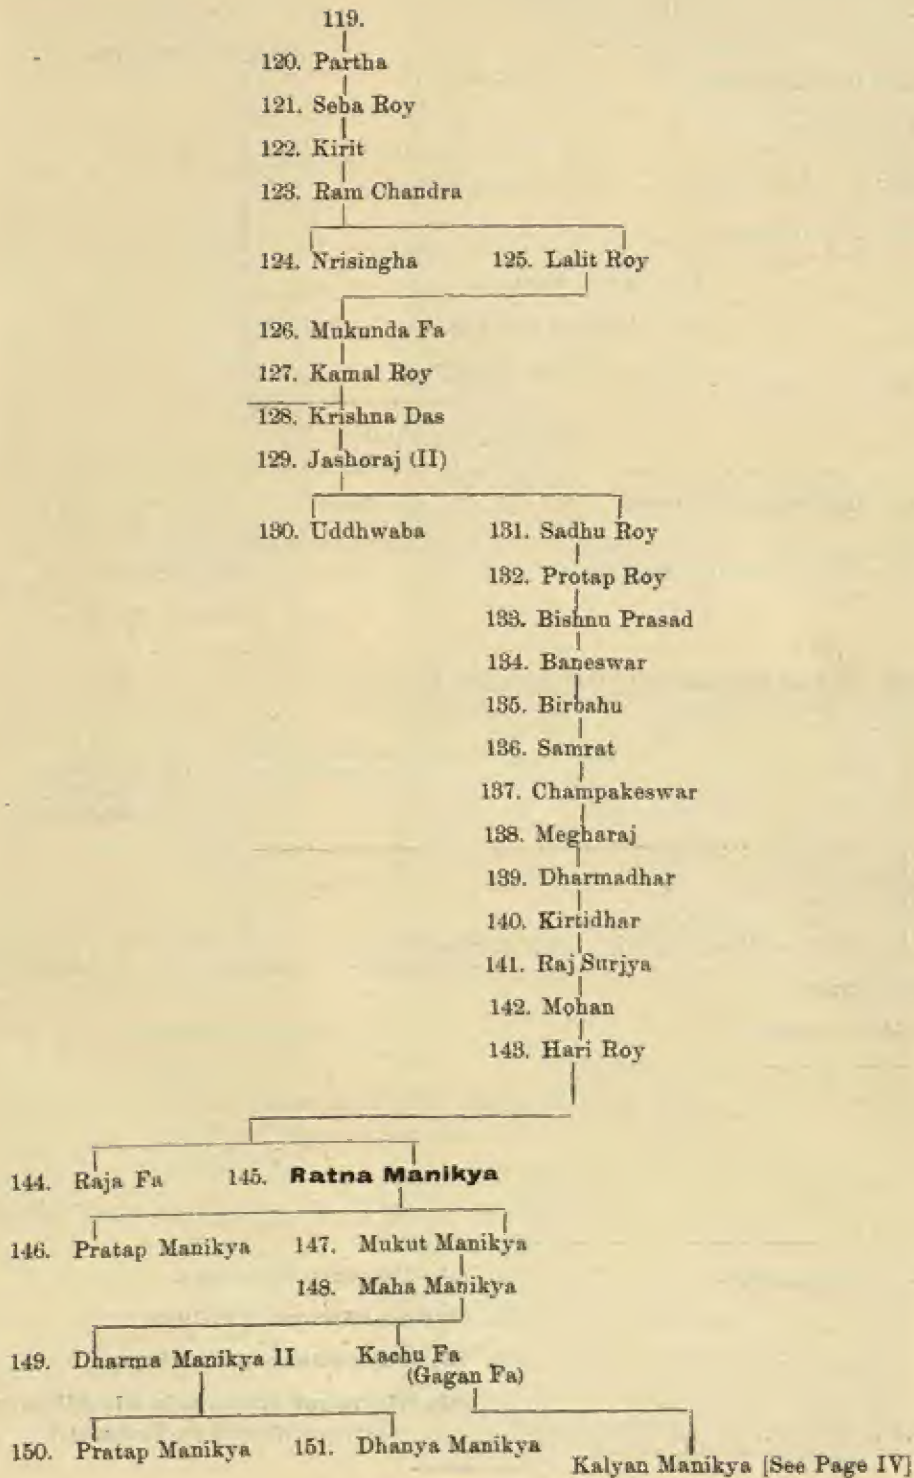 119.
120. Partha
121. Seba Roy
122. Kirit
123. Ram Chandra
124. Nrisingha 125. Lalit Roy
126. Mukunda Fa
127. Kamal Roy
128. Krishna Das
129. Jashoraj (II)
130. Uddhwaba 131. Sadhu Roy
132. Protap Roy
133. Bishnu Prasad
134. Baneswar
135. Birbahu
136. Samrat
137. Champakeswar
138. Megharaj
139. Dharmadhar
140. Kirtidhar
141. Raj Surjya
142. Mohan
143. Hari Roy
144. Raja Fa 145. Ratna Manikya
146. Pratap Manikya 147. Mukut Manikya
148. Maha Manikya
149. Dharma Manikya II Kachu Fa
(Gagan Fa)
150. Pratap Manikya 151. Dhanya Manikya
Kalyan Manikya [See Page IV]